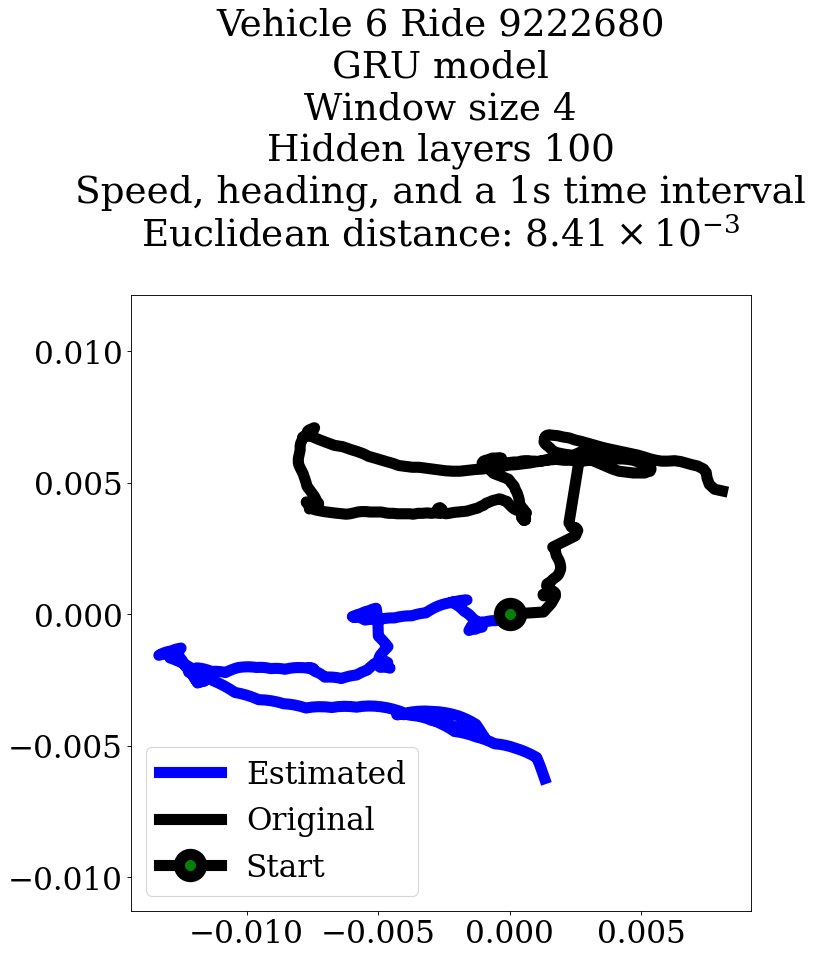 Vehicle 6 Ride 9222680
GRU model
Window size 4
Hidden layers 100
Speed, heading, and a 1s time interval
Euclidean distance: 8.41 × 10⁻³
0.010
0.005
0.000
−0.005
−0.010
Estimated
Original
Start
−0.010 −0.005 0.000 0.005